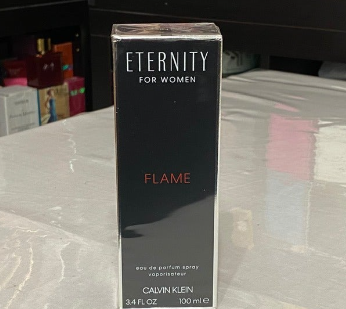 ETERNITY
FOR WOMEN
FLAME
eau de parfum spray
vaporisateur
CALVIN KLEIN
3.4 FL OZ 100 ml ℮